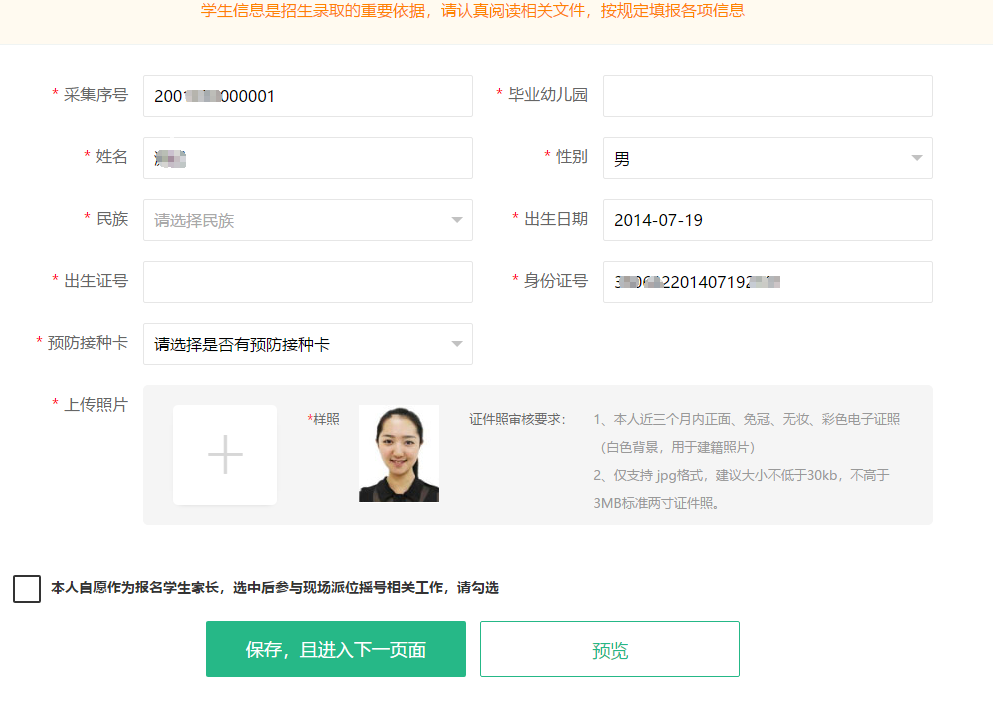 学生信息是招生录取的重要依据，请认真阅读相关文件，按规定填报各项信息
* 采集序号 2001 000001 * 毕业幼儿园
* 姓名 * 性别 男
* 民族 请选择民族 * 出生日期 2014-07-19
* 出生证号 * 身份证号 2201407192
* 预防接种卡 请选择是否有预防接种卡
* 上传照片 *样照 证件照审核要求： 1、本人近三个月内正面、免冠、无妆、彩色电子证照
（白色背景，用于建籍照片）
2、仅支持 jpg格式，建议大小不低于30kb，不高于
3MB标准两寸证件照。
本人自愿作为报名学生家长，选中后参与现场派位摇号相关工作，请勾选
保存，且进入下一页面 预览